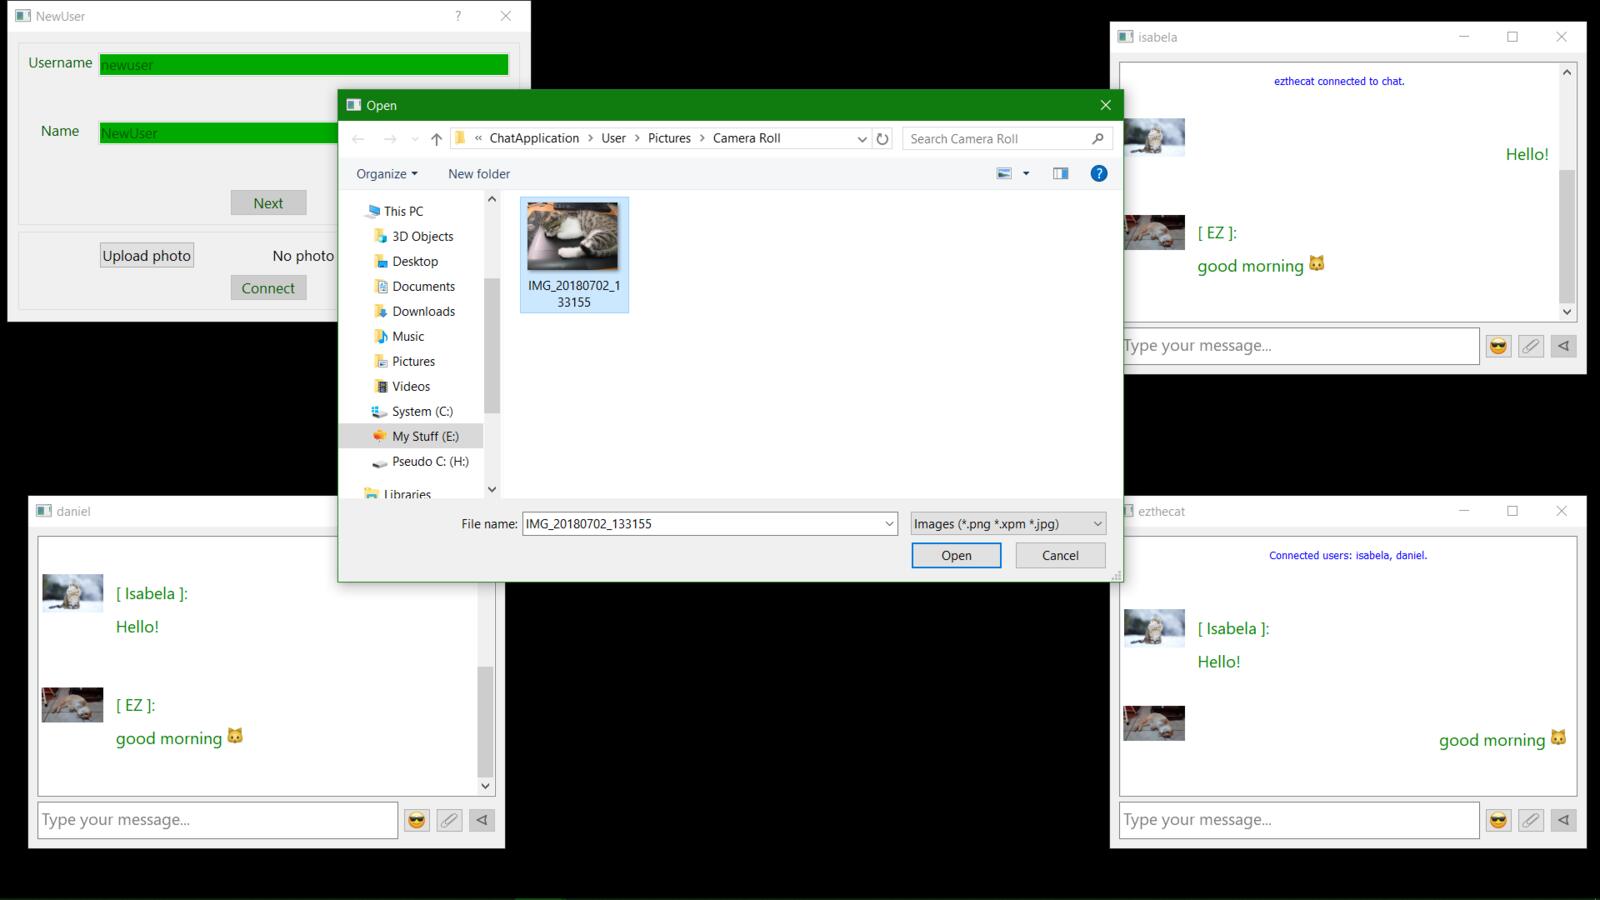 NewUser
?
Username
newuser
Name
NewUser
Next
Upload photo
No photo
Connect
Open
« ChatApplication > User > Pictures > Camera Roll
Search Camera Roll
Organize
New folder
?
This PC
3D Objects
Desktop
Documents
Downloads
Music
Pictures
Videos
System (C:)
My Stuff (E:)
Pseudo C: (H:)
Libraries
IMG_20180702_1
33155
File name:
IMG_20180702_133155
Images (*.png *.xpm *.jpg)
Open
Cancel
isabela
ezthecat connected to chat.
Hello!
[ EZ ]:
good morning 🐱
Type your message...
daniel
[ Isabela ]:
Hello!
[ EZ ]:
good morning 🐱
Type your message...
ezthecat
Connected users: isabela, daniel.
[ Isabela ]:
Hello!
good morning 🐱
Type your message...